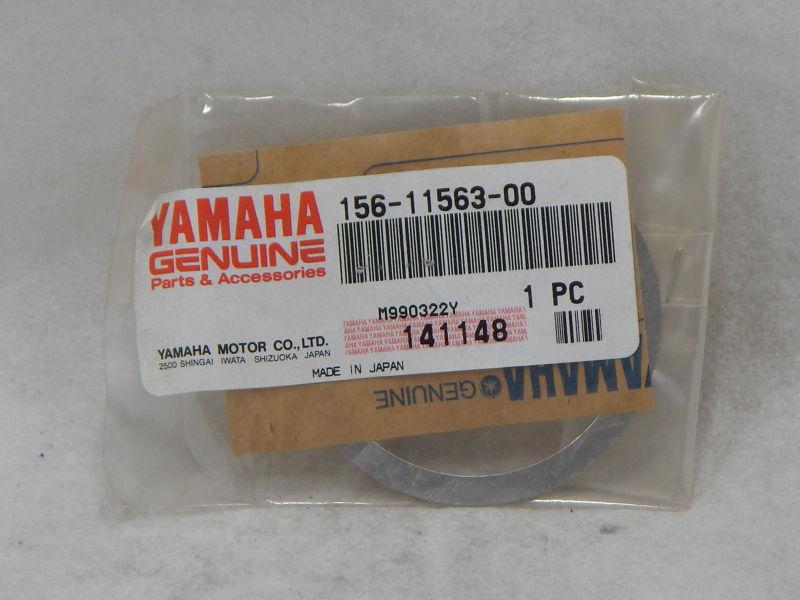 YAMAHA
GENUINE
Parts & Accessories
156-11563-00
M990322Y
1 PC
141148
YAMAHA MOTOR CO.,LTD.
2500 SHINGAI IWATA SHIZUOKA JAPAN
MADE IN JAPAN
GENUINE
YAMAHA